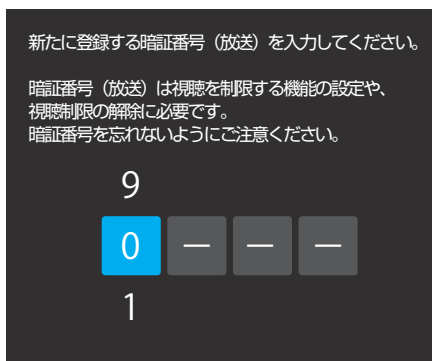 新たに登録する暗証番号（放送）を入力してください。
暗証番号（放送）は視聴を制限する機能の設定や、
視聴制限の解除に必要です。
暗証番号を忘れないようにご注意ください。
9
0 － － －
1